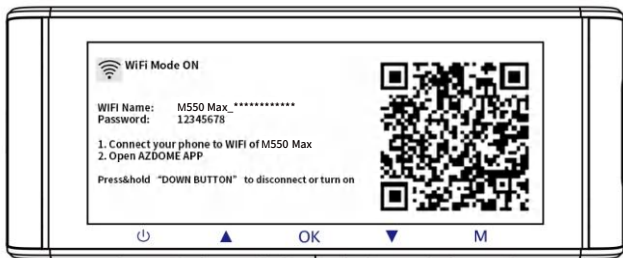 WiFi Mode ON
WIFI Name: M550 Max_************
Password: 12345678
1. Connect your phone to WIFI of M550 Max
2. Open AZDOME APP
Press&hold “DOWN BUTTON” to disconnect or turn on
OK M